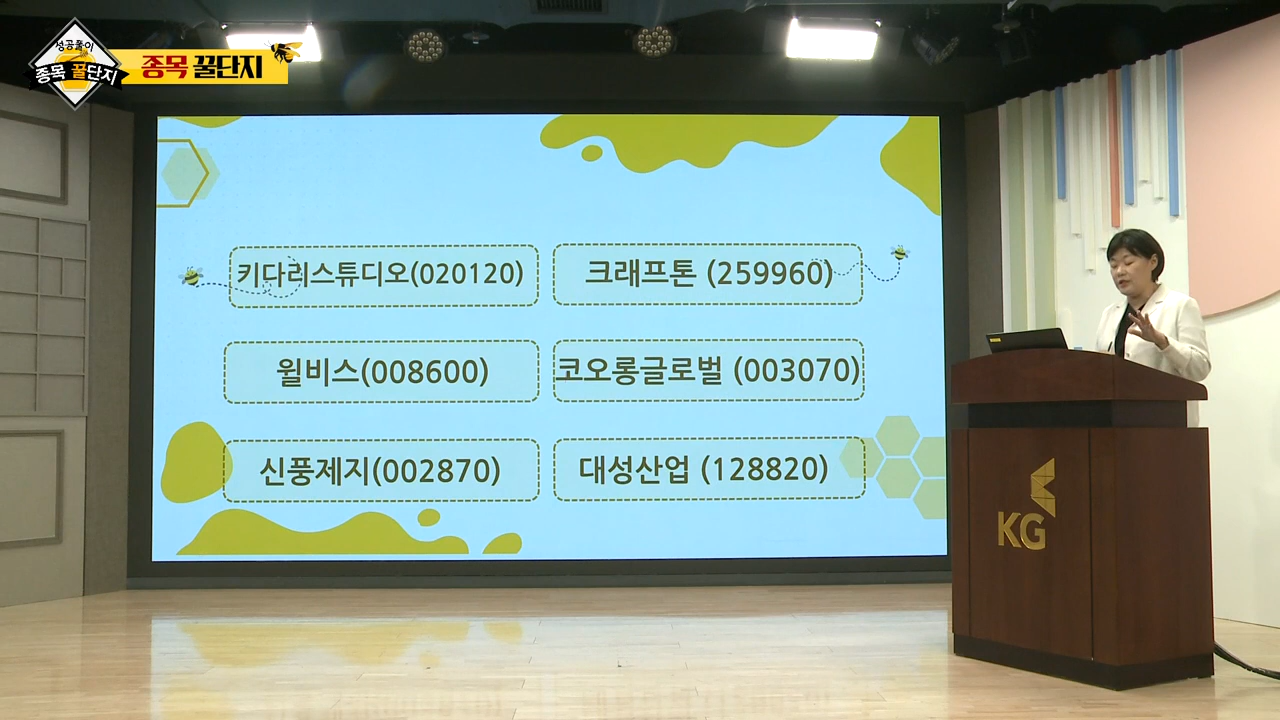 성공풀이
종목 꿀단지
종목 꿀단지
키다리스튜디오(020120)
크래프톤 (259960)
윌비스(008600)
코오롱글로벌 (003070)
신풍제지(002870)
대성산업 (128820)
KG